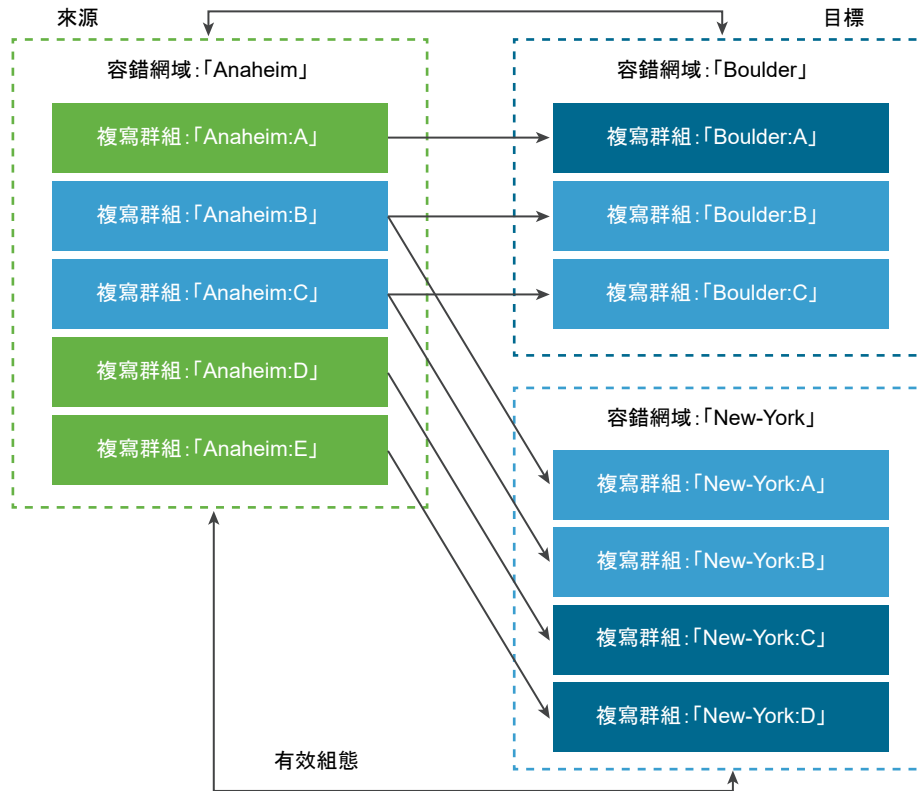 來源
目標
容錯網域:「Anaheim」
複寫群組:「Anaheim:A」
複寫群組:「Anaheim:B」
複寫群組:「Anaheim:C」
複寫群組:「Anaheim:D」
複寫群組:「Anaheim:E」
容錯網域:「Boulder」
複寫群組:「Boulder:A」
複寫群組:「Boulder:B」
複寫群組:「Boulder:C」
容錯網域:「New-York」
複寫群組:「New-York:A」
複寫群組:「New-York:B」
複寫群組:「New-York:C」
複寫群組:「New-York:D」
有效組態